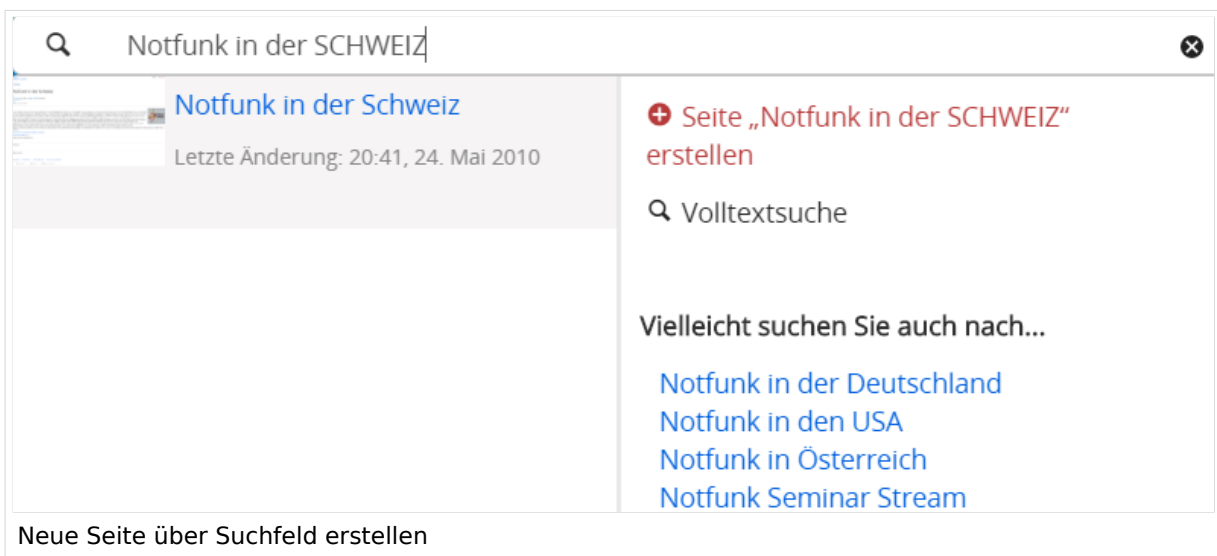 Notfunk in der SCHWEIZ
Notfunk in der Schweiz
Letzte Änderung: 20:41, 24. Mai 2010
Seite „Notfunk in der SCHWEIZ“
erstellen
Volltextsuche
Vielleicht suchen Sie auch nach...
Notfunk in der Deutschland
Notfunk in den USA
Notfunk in Österreich
Notfunk Seminar Stream
Neue Seite über Suchfeld erstellen